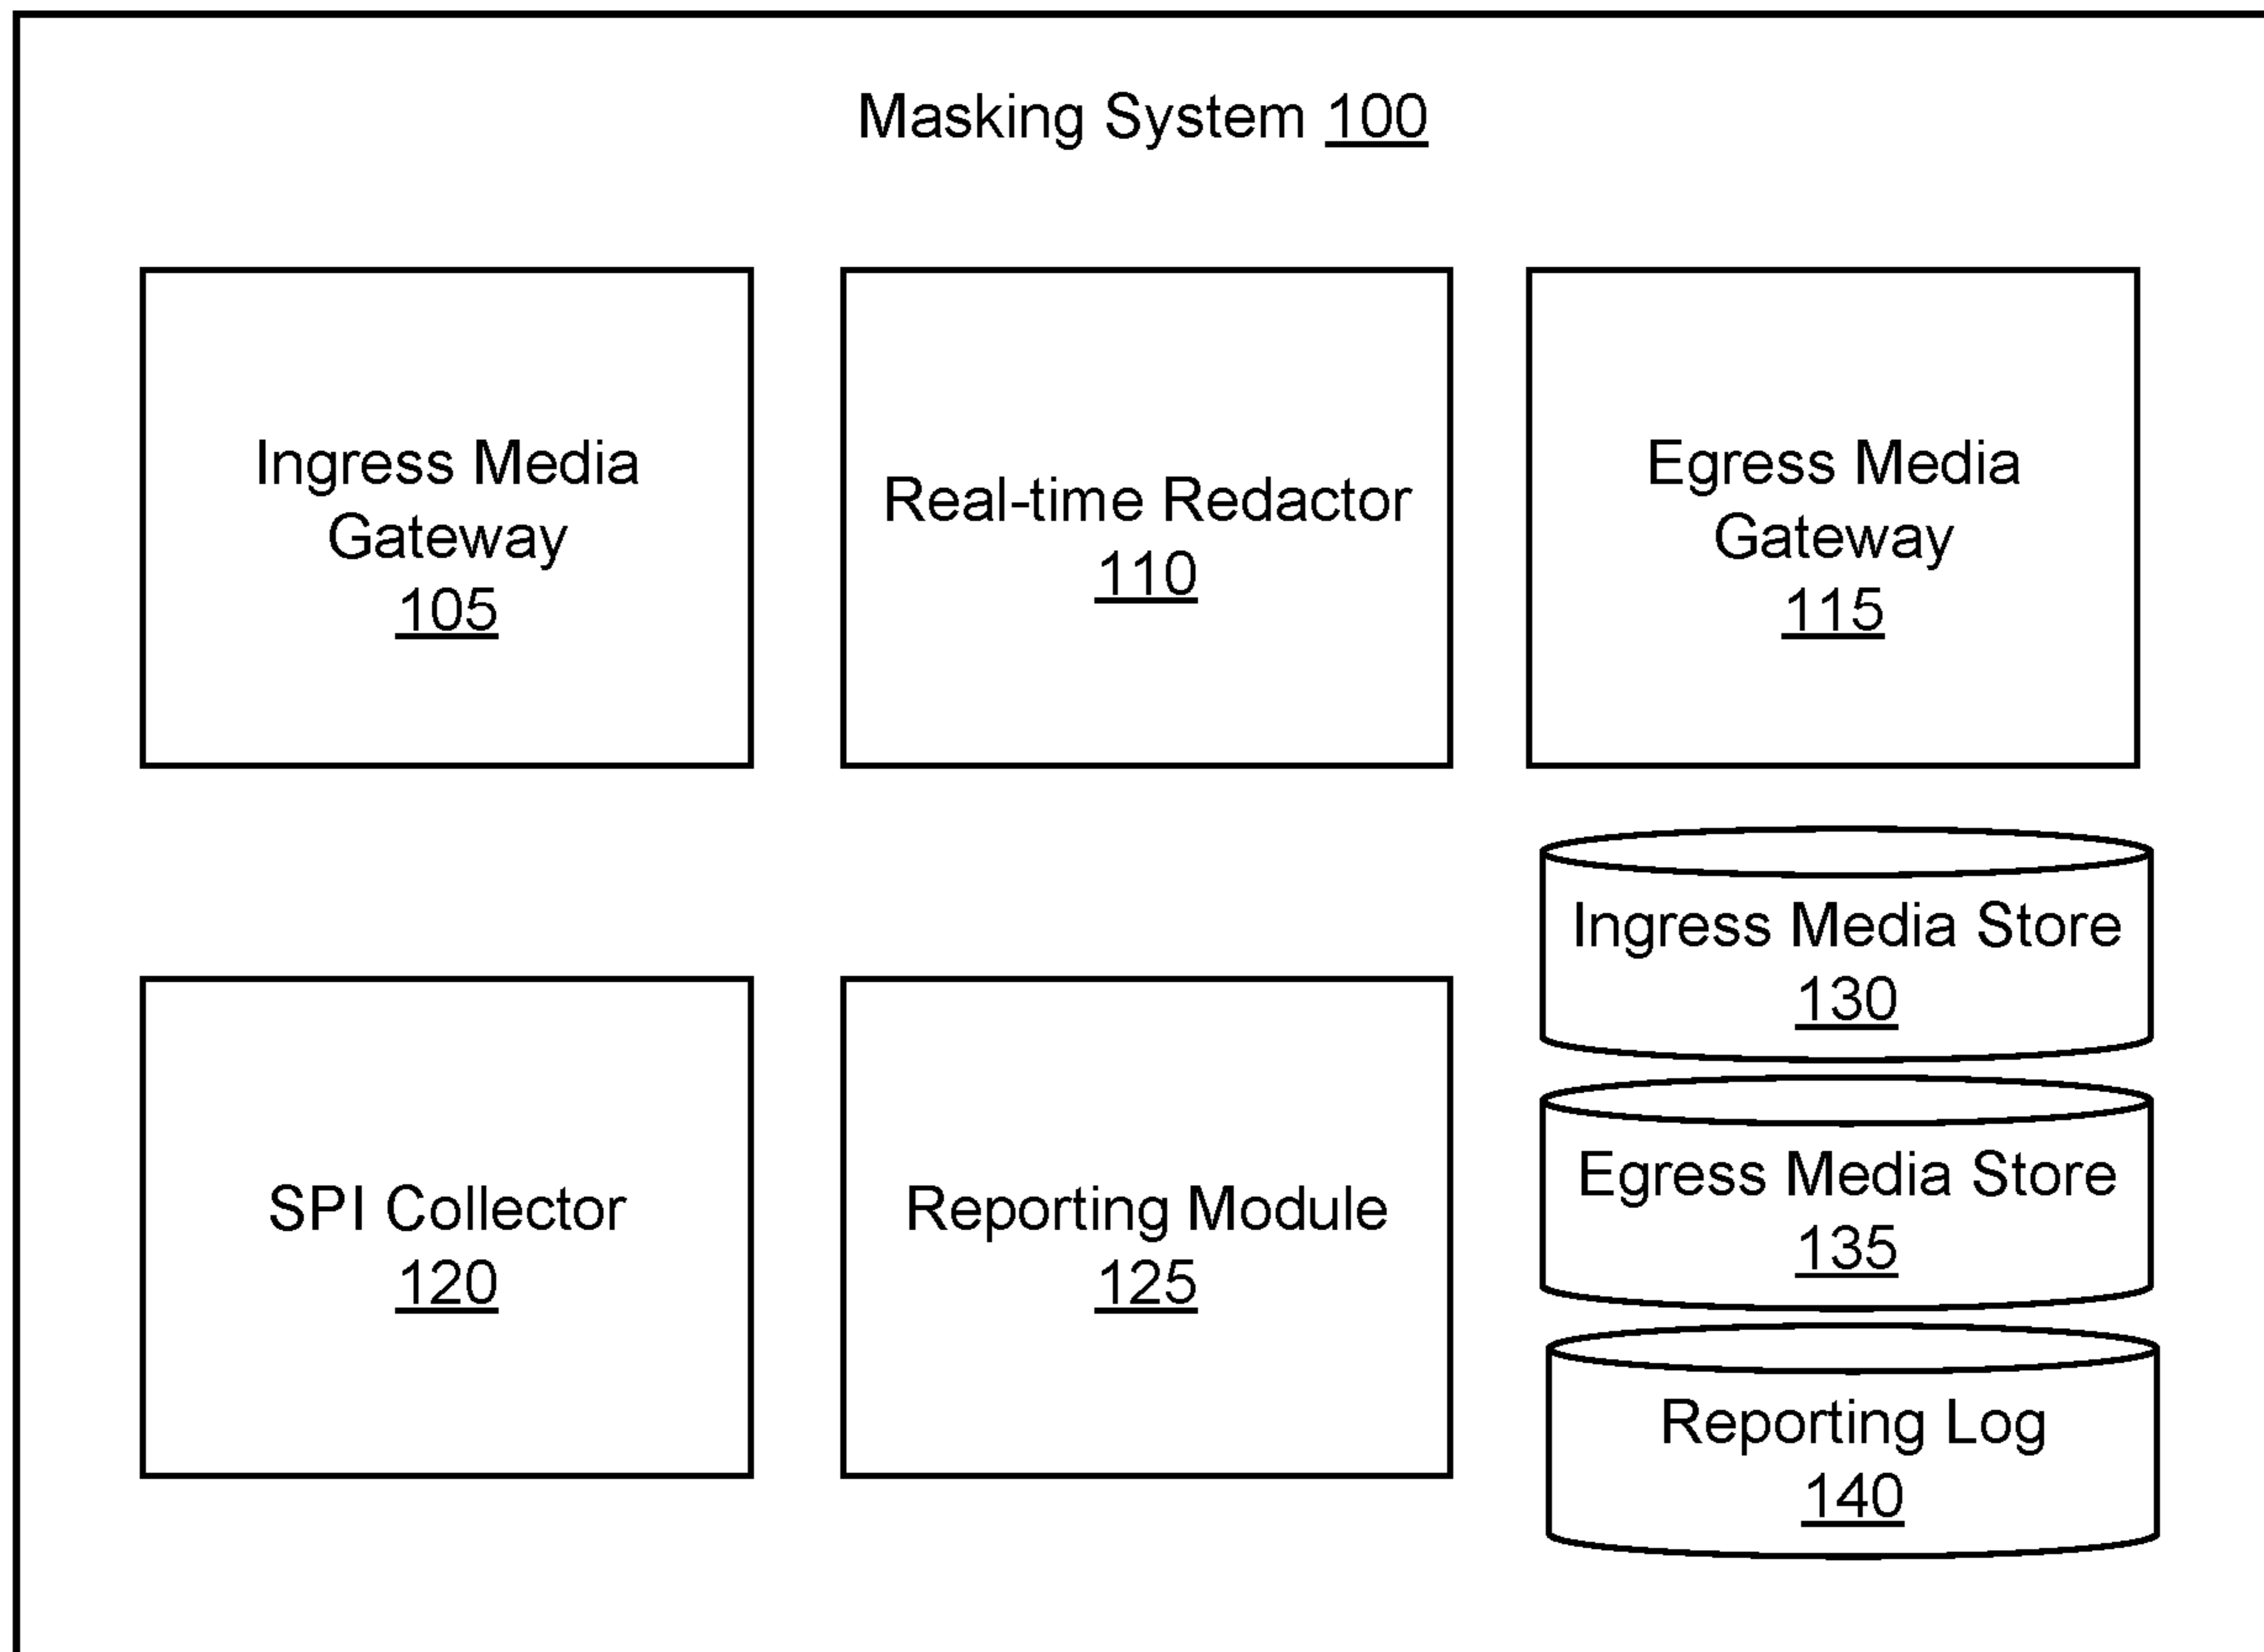 Masking System 100
Ingress Media
Gateway
105
Real-time Redactor
110
Egress Media
Gateway
115
SPI Collector
120
Reporting Module
125
Ingress Media Store
130
Egress Media Store
135
Reporting Log
140